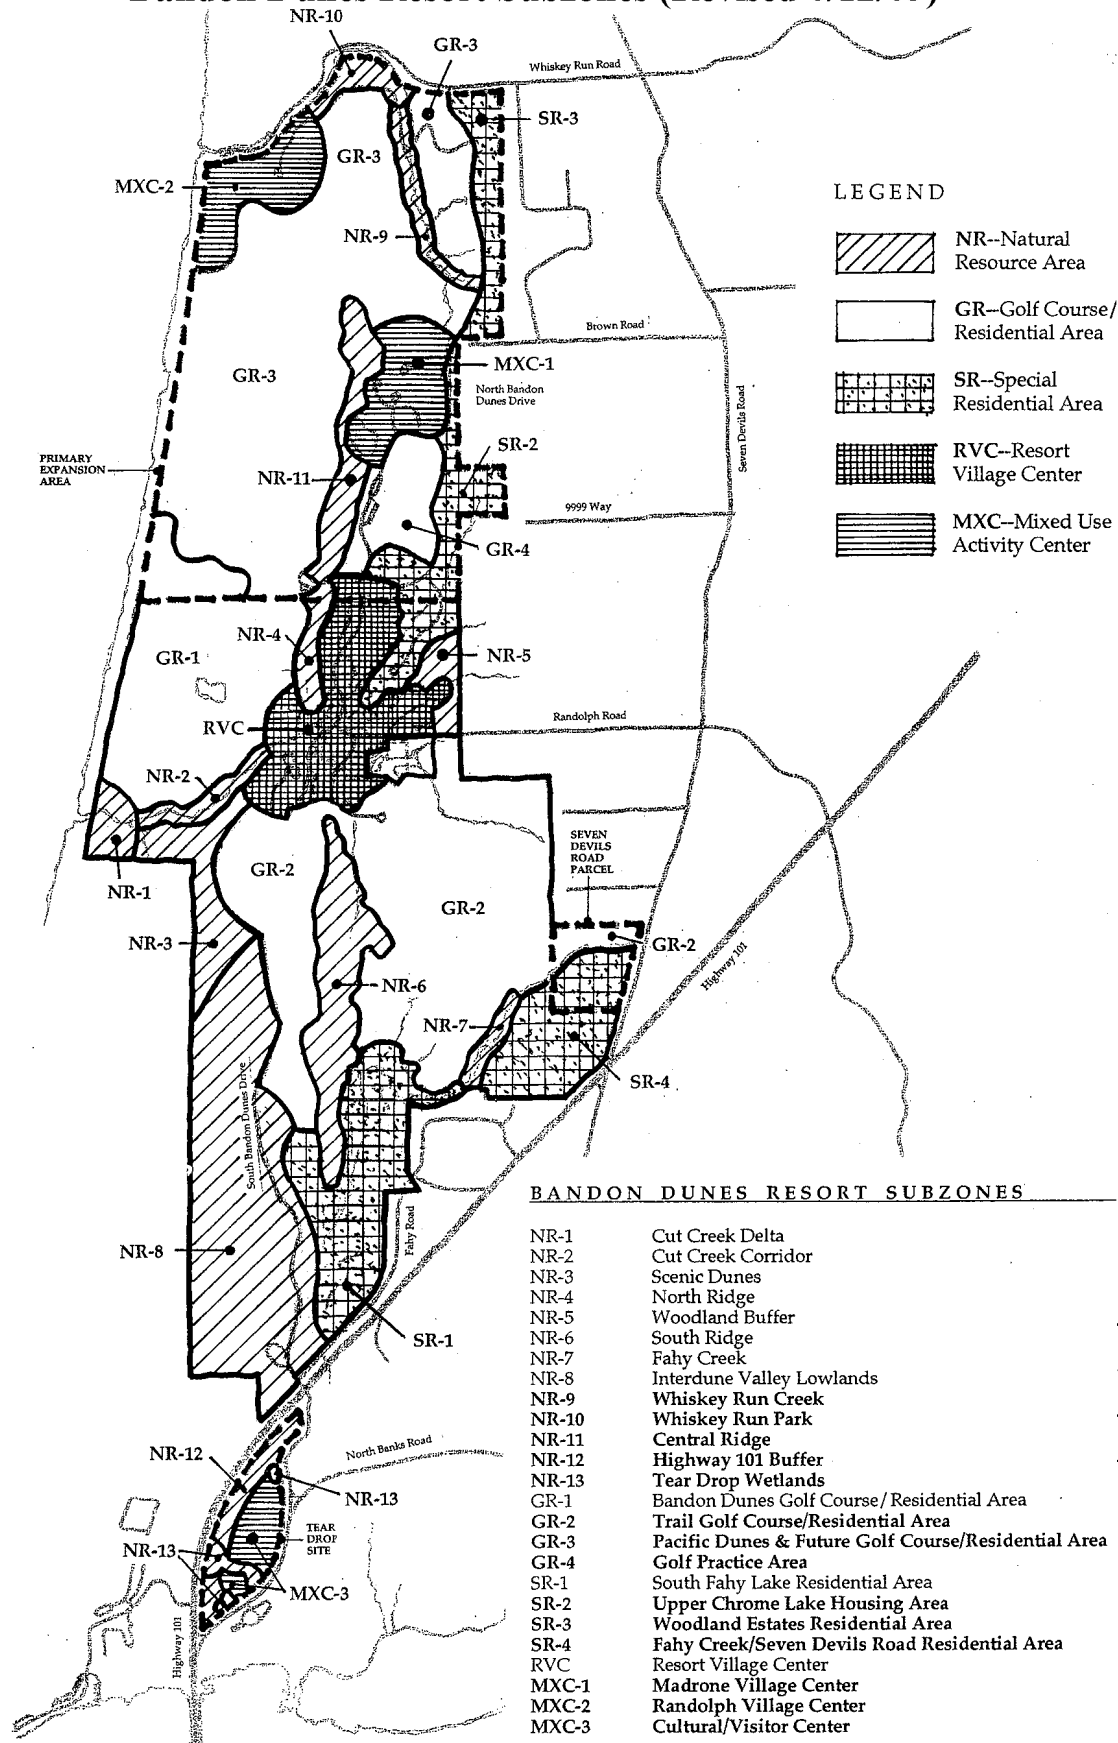 Bandon Dunes Resort Subzones (Revised
NR-10
GR-3
Whiskey Run Road
SR-3
GR-3
MXC-2
NR-9
LEGEND
NR--Natural
Resource Area
GR--Golf Course/
Residential Area
SR--Special
Residential Area
RVC--Resort
Village Center
MXC--Mixed Use
Activity Center
Brown Road
MXC-1
GR-3
North Bandon
Dunes Drive
Seven Devils Road
SR-2
PRIMARY
EXPANSION
AREA
NR-11
9999 Way
GR-4
NR-4
GR-1
NR-5
RVC
Randolph Road
NR-2
SEVEN
DEVILS
ROAD
PARCEL
GR-2
NR-1
GR-2
NR-3
GR-2
Highway 101
NR-6
NR-7
SR-4
South Bandon Dunes Drive
Fahy Road
NR-8
SR-1
NR-12
North Banks Road
NR-13
TEAR
DROP
SITE
NR-13
MXC-3
Highway 101
BANDON DUNES RESORT SUBZONES
NR-1 Cut Creek Delta
NR-2 Cut Creek Corridor
NR-3 Scenic Dunes
NR-4 North Ridge
NR-5 Woodland Buffer
NR-6 South Ridge
NR-7 Fahy Creek
NR-8 Interdune Valley Lowlands
NR-9 Whiskey Run Creek
NR-10 Whiskey Run Park
NR-11 Central Ridge
NR-12 Highway 101 Buffer
NR-13 Tear Drop Wetlands
GR-1 Bandon Dunes Golf Course/Residential Area
GR-2 Trail Golf Course/Residential Area
GR-3 Pacific Dunes & Future Golf Course/Residential Area
GR-4 Golf Practice Area
SR-1 South Fahy Lake Residential Area
SR-2 Upper Chrome Lake Housing Area
SR-3 Woodland Estates Residential Area
SR-4 Fahy Creek/Seven Devils Road Residential Area
RVC Resort Village Center
MXC-1 Madrone Village Center
MXC-2 Randolph Village Center
MXC-3 Cultural/Visitor Center